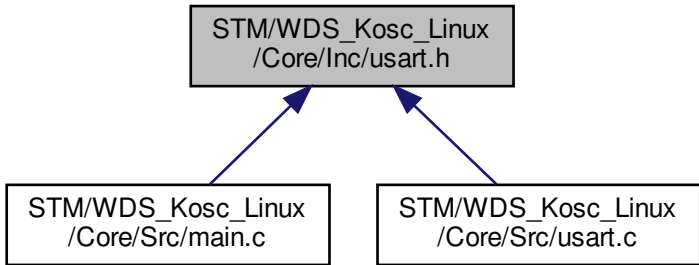 STM/WDS_Kosc_Linux
/Core/Inc/usart.h
STM/WDS_Kosc_Linux
/Core/Src/main.c
STM/WDS_Kosc_Linux
/Core/Src/usart.c